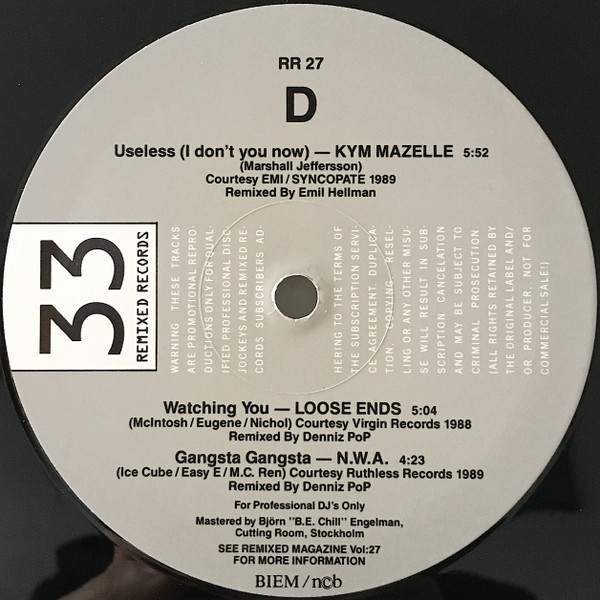 RR 27
D
Useless (I don't you now) — KYM MAZELLE 5:52
(Marshall Jeffersson)
Courtesy EMI / SYNCOPATE 1989
Remixed By Emil Hellman
33
REMIXED RECORDS
WARNING THESE TRACKS
ARE PROMOTIONAL REPRO-
DUCTIONS ONLY FOR QUAL-
IFIED PROFESSIONAL DISC
JOCKEYS AND REMIXED RE-
CORDS SUBSCRIBERS AD-
HERING TO THE TERMS OF
THE SUBSCRIPTION SERVI-
CE AGREEMENT. DUPLICA-
TION, COPYING, RESEL-
LING OR ANY OTHER MISU-
SE WILL RESULT IN SUB-
SCRIPTION CANCELATION
AND MAY BE SUBJECT TO
CRIMINAL PROSECUTION.
(ALL RIGHTS RETAINED BY
THE ORIGINAL LABEL AND/
OR PRODUCER. NOT FOR
COMMERCIAL SALE!)
Watching You — LOOSE ENDS 5:04
(McIntosh / Eugene / Nichol) Courtesy Virgin Records 1988
Remixed By Denniz PoP
Gangsta Gangsta — N.W.A. 4:23
(Ice Cube / Easy E / M.C. Ren) Courtesy Ruthless Records 1989
Remixed By Denniz PoP
For Professional DJ's Only
Mastered by Björn "B.E. Chill" Engelman,
Cutting Room, Stockholm
SEE REMIXED MAGAZINE Vol:27
FOR MORE INFORMATION
BIEM / n©b